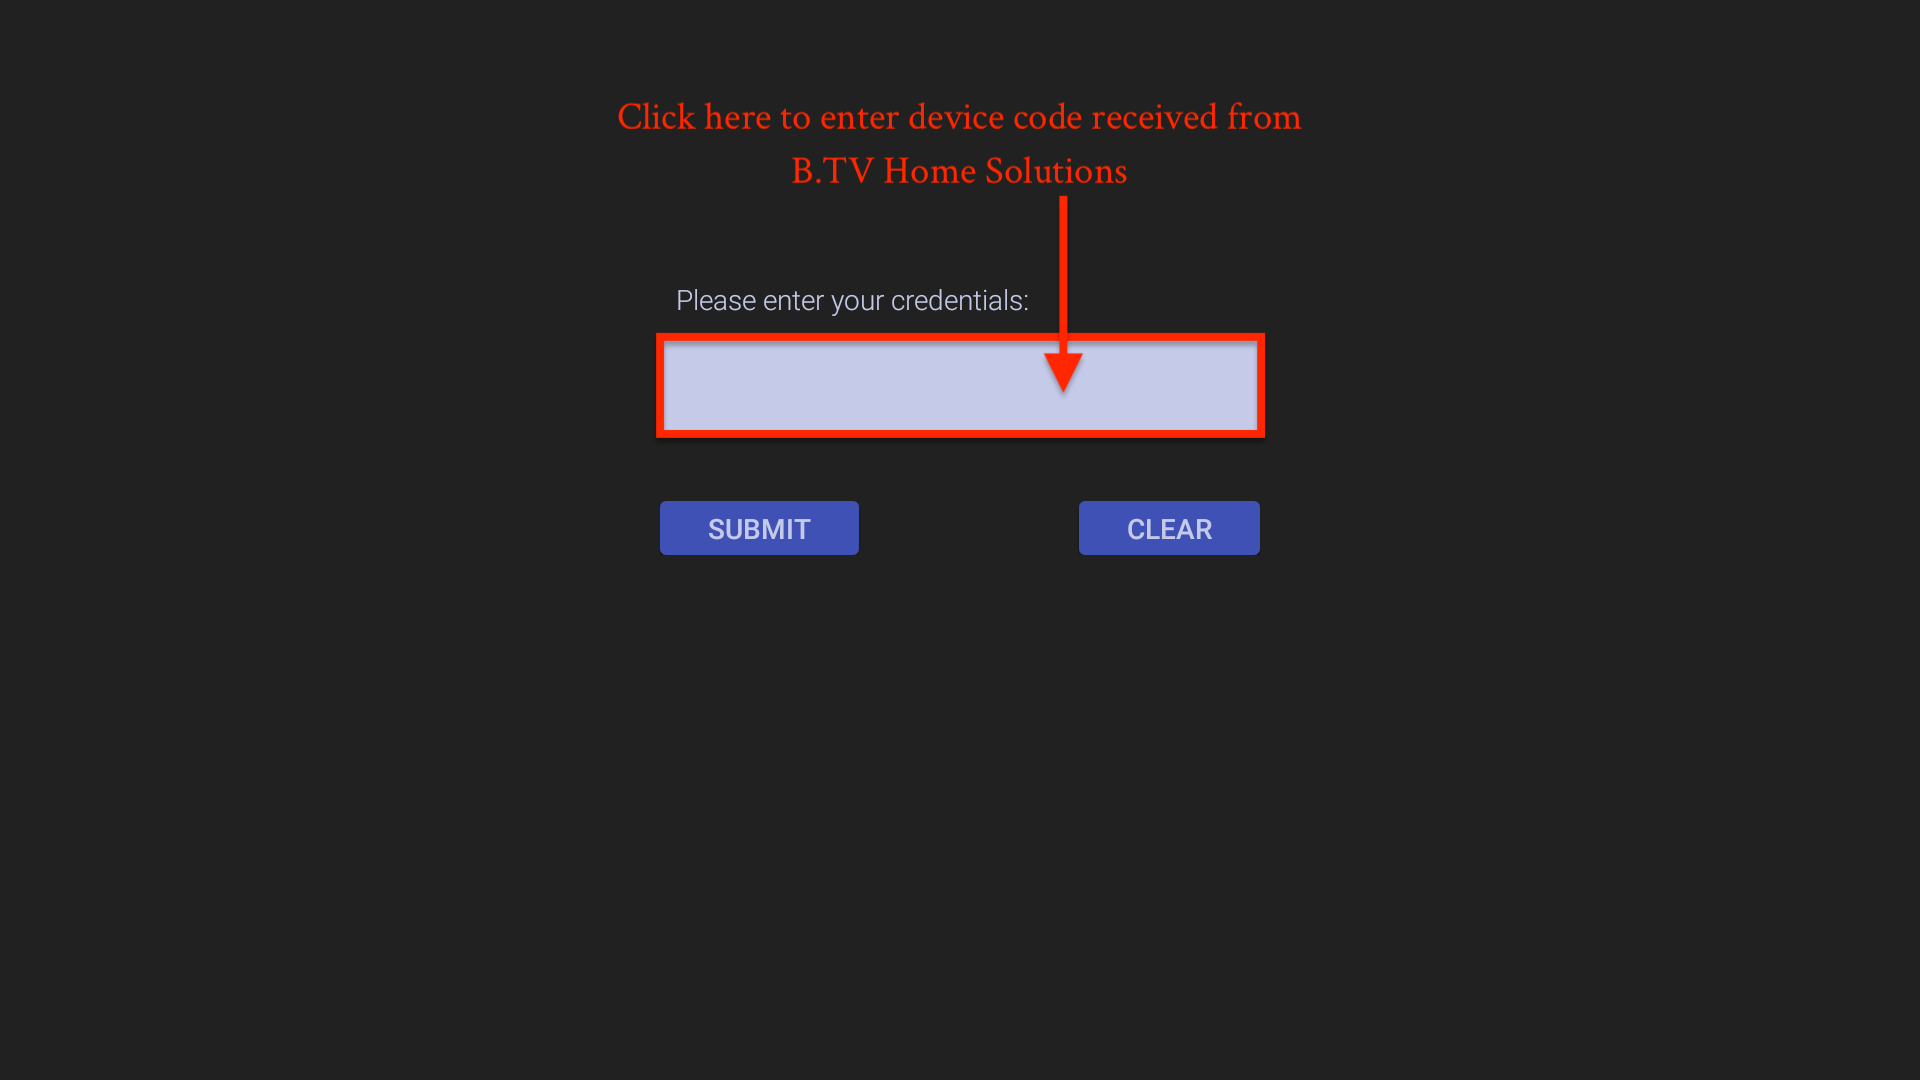 Click here to enter device code received from
B.TV Home Solutions
Please enter your credentials:
SUBMIT
CLEAR